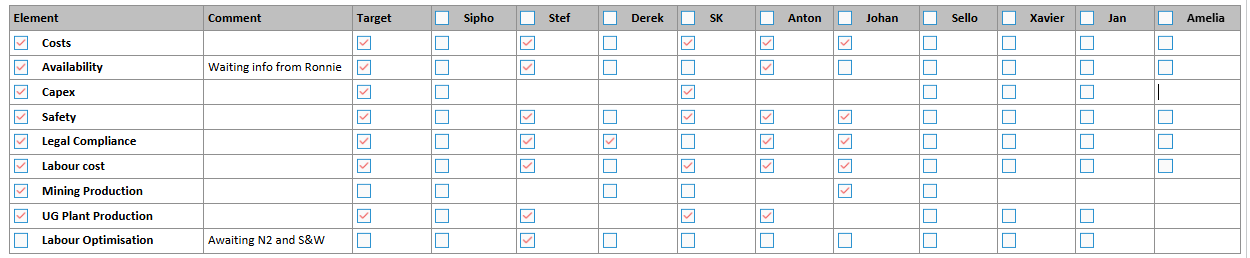 Element Comment Target Sipho Stef Derek SK Anton Johan Sello Xavier Jan Amelia
Costs
Availability Waiting info from Ronnie
Capex
Safety
Legal Compliance
Labour cost
Mining Production
UG Plant Production
Labour Optimisation Awaiting N2 and S&W